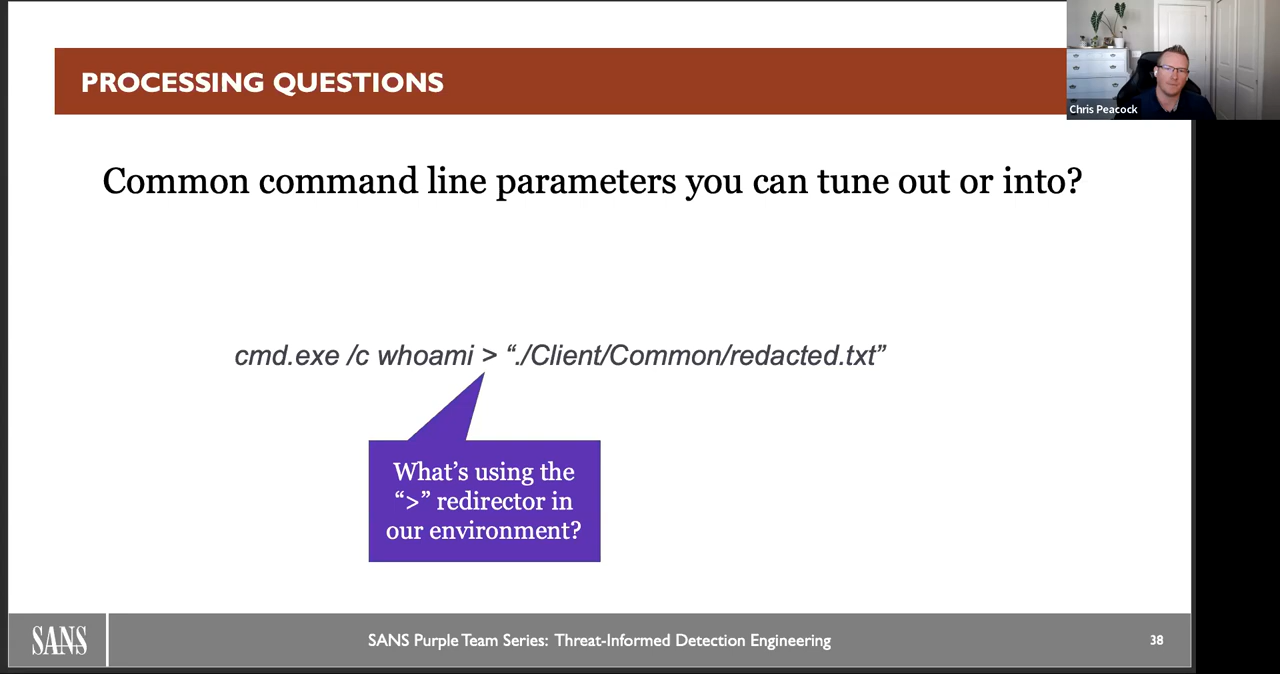 PROCESSING QUESTIONS
Chris Peacock
Common command line parameters you can tune out or into?
cmd.exe /c whoami > “./Client/Common/redacted.txt”
What’s using the
“>” redirector in
our environment?
SANS
SANS Purple Team Series: Threat-Informed Detection Engineering
38